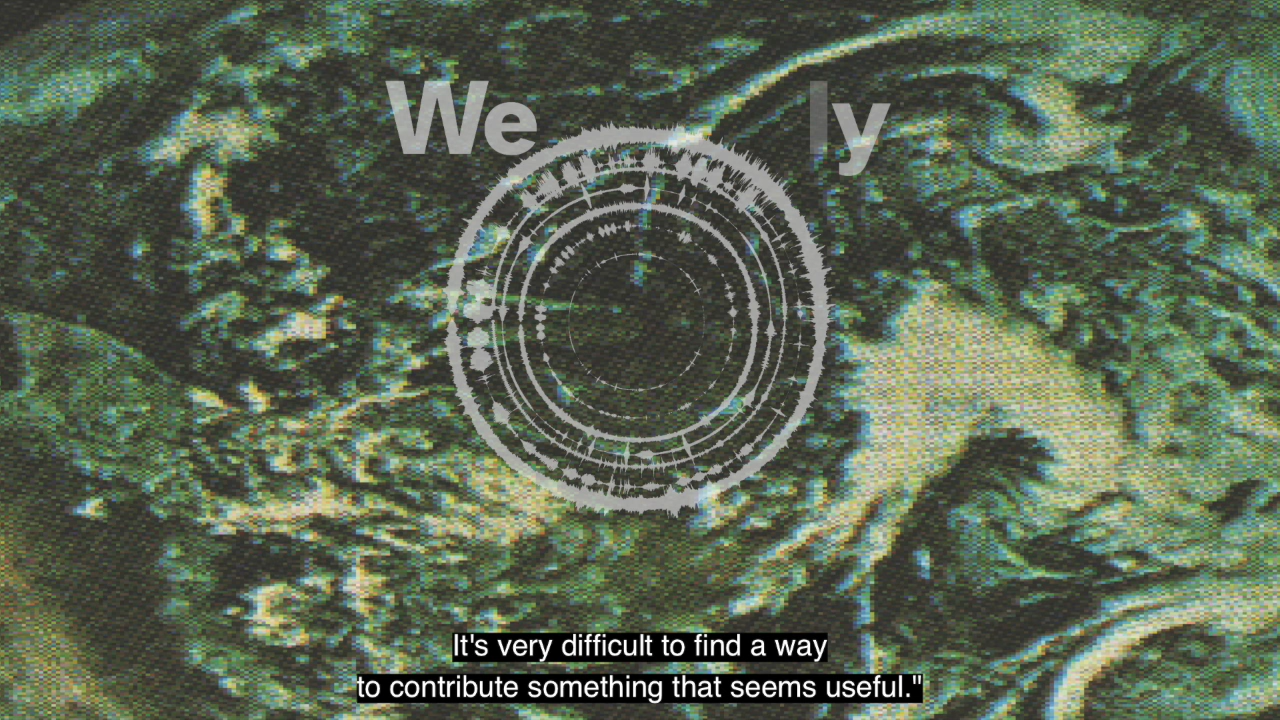 We ly
It's very difficult to find a way
to contribute something that seems useful."